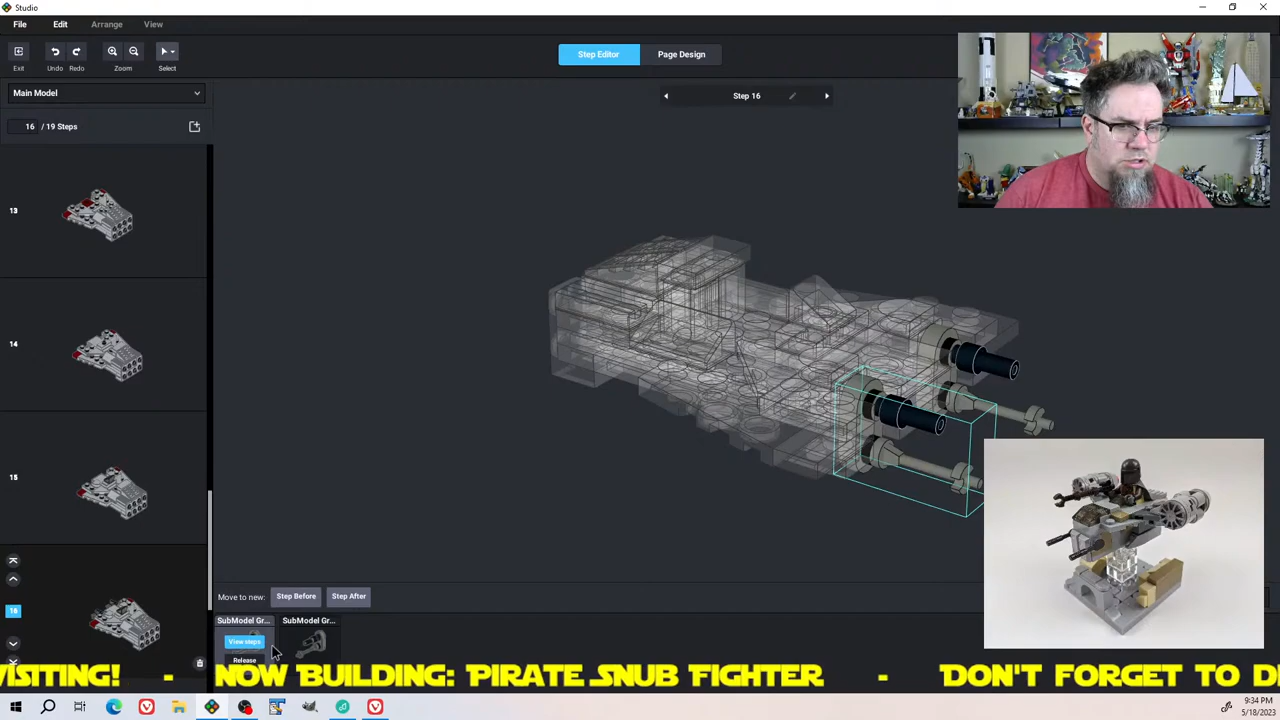 Studio
File Edit Arrange View
Exit Undo Redo Zoom Select
Step Editor Page Design
Main Model
Step 16
16 / 19 Steps
13
14
15
16
Move to new: Step Before Step After
SubModel Gr... SubModel Gr...
View steps
Release
VISITING! - NOW BUILDING: PIRATE SNUB FIGHTER - DON'T FORGET TO
9:34 PM
5/18/2023